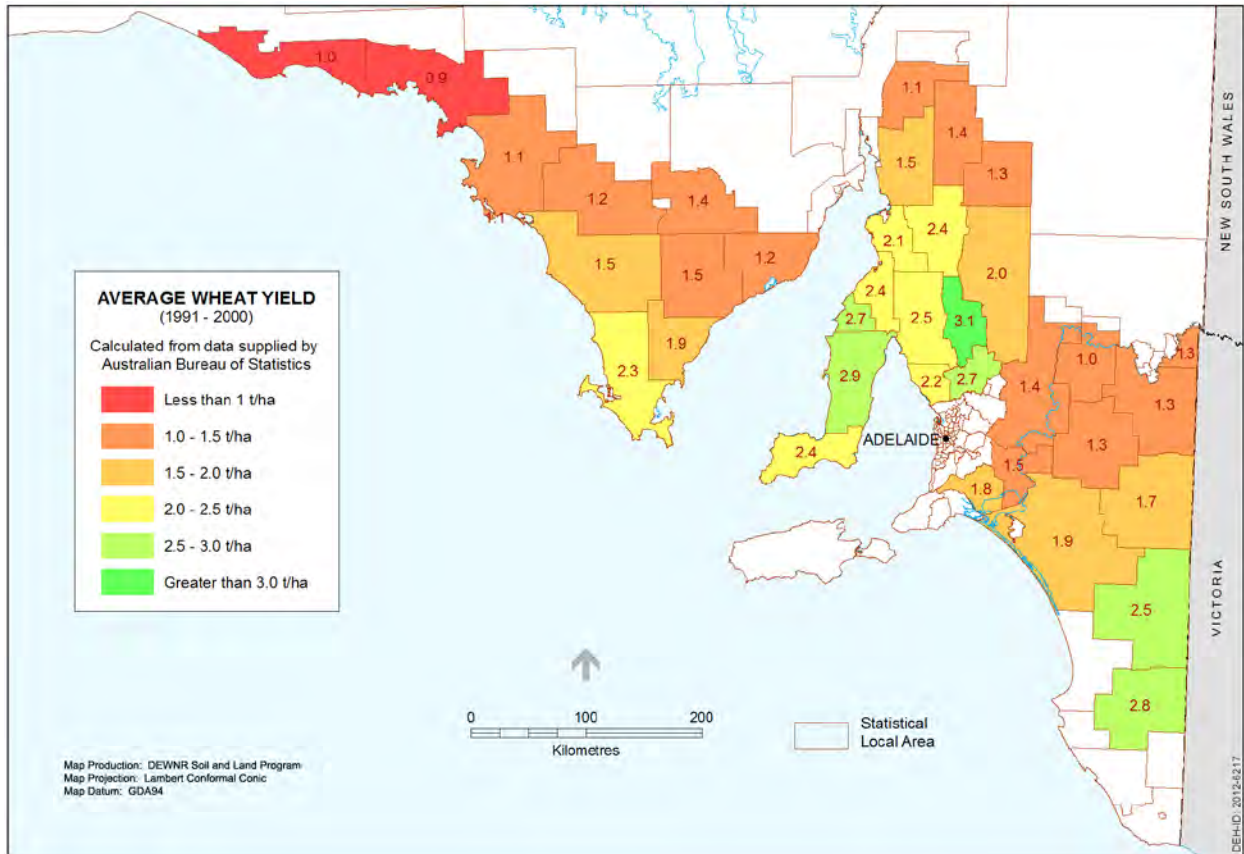 1.0
0.9
1.1
1.1
1.4
1.5
1.3
1.1
1.2
1.4
2.4
2.1
1.5
1.5
1.2
2.0
2.4
2.5
3.1
2.7
1.9
2.3
2.9
2.2
2.7
1.4
1.0
1.3
1.3
1.3
2.4
ADELAIDE
1.5
1.8
1.7
1.9
2.5
2.8
NEW SOUTH WALES
VICTORIA
AVERAGE WHEAT YIELD
(1991 - 2000)
Calculated from data supplied by
Australian Bureau of Statistics
Less than 1 t/ha
1.0 - 1.5 t/ha
1.5 - 2.0 t/ha
2.0 - 2.5 t/ha
2.5 - 3.0 t/ha
Greater than 3.0 t/ha
0 100 200
Kilometres
Statistical
Local Area
Map Production: DEWNR Soil and Land Program
Map Projection: Lambert Conformal Conic
Map Datum: GDA94
DEH-ID: 2012-6217